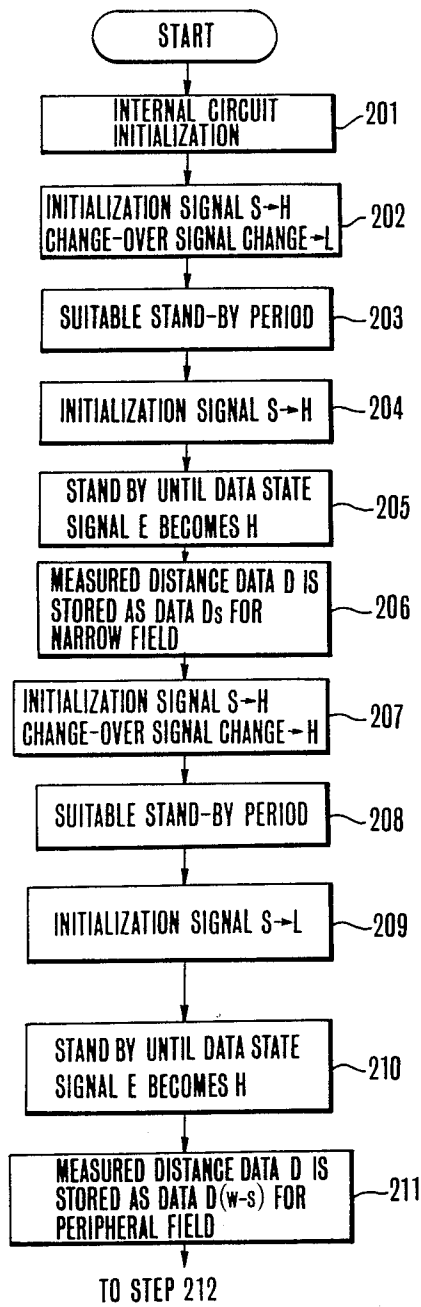 START
INTERNAL CIRCUIT
INITIALIZATION
201
INITIALIZATION SIGNAL S→H
CHANGE-OVER SIGNAL CHANGE→L
202
SUITABLE STAND-BY PERIOD
203
INITIALIZATION SIGNAL S→H
204
STAND BY UNTIL DATA STATE
SIGNAL E BECOMES H
205
MEASURED DISTANCE DATA D IS
STORED AS DATA Ds FOR
NARROW FIELD
206
INITIALIZATION SIGNAL S→H
CHANGE-OVER SIGNAL CHANGE→H
207
SUITABLE STAND-BY PERIOD
208
INITIALIZATION SIGNAL S→L
209
STAND BY UNTIL DATA STATE
SIGNAL E BECOMES H
210
MEASURED DISTANCE DATA D IS
STORED AS DATA D(w-s) FOR
PERIPHERAL FIELD
211
TO STEP 212